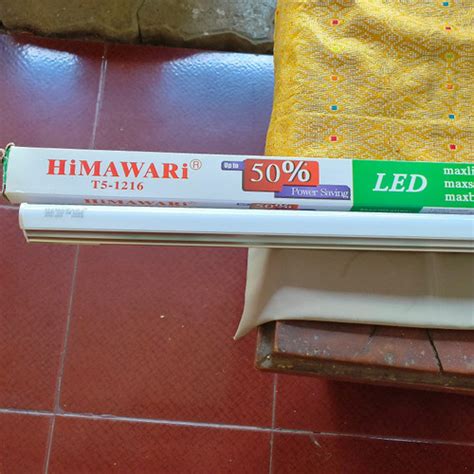 HiMAWARi®
T5-1216
Up to
50%
Power Saving
LED
maxli
maxs
maxb
HiMAWARi
50%